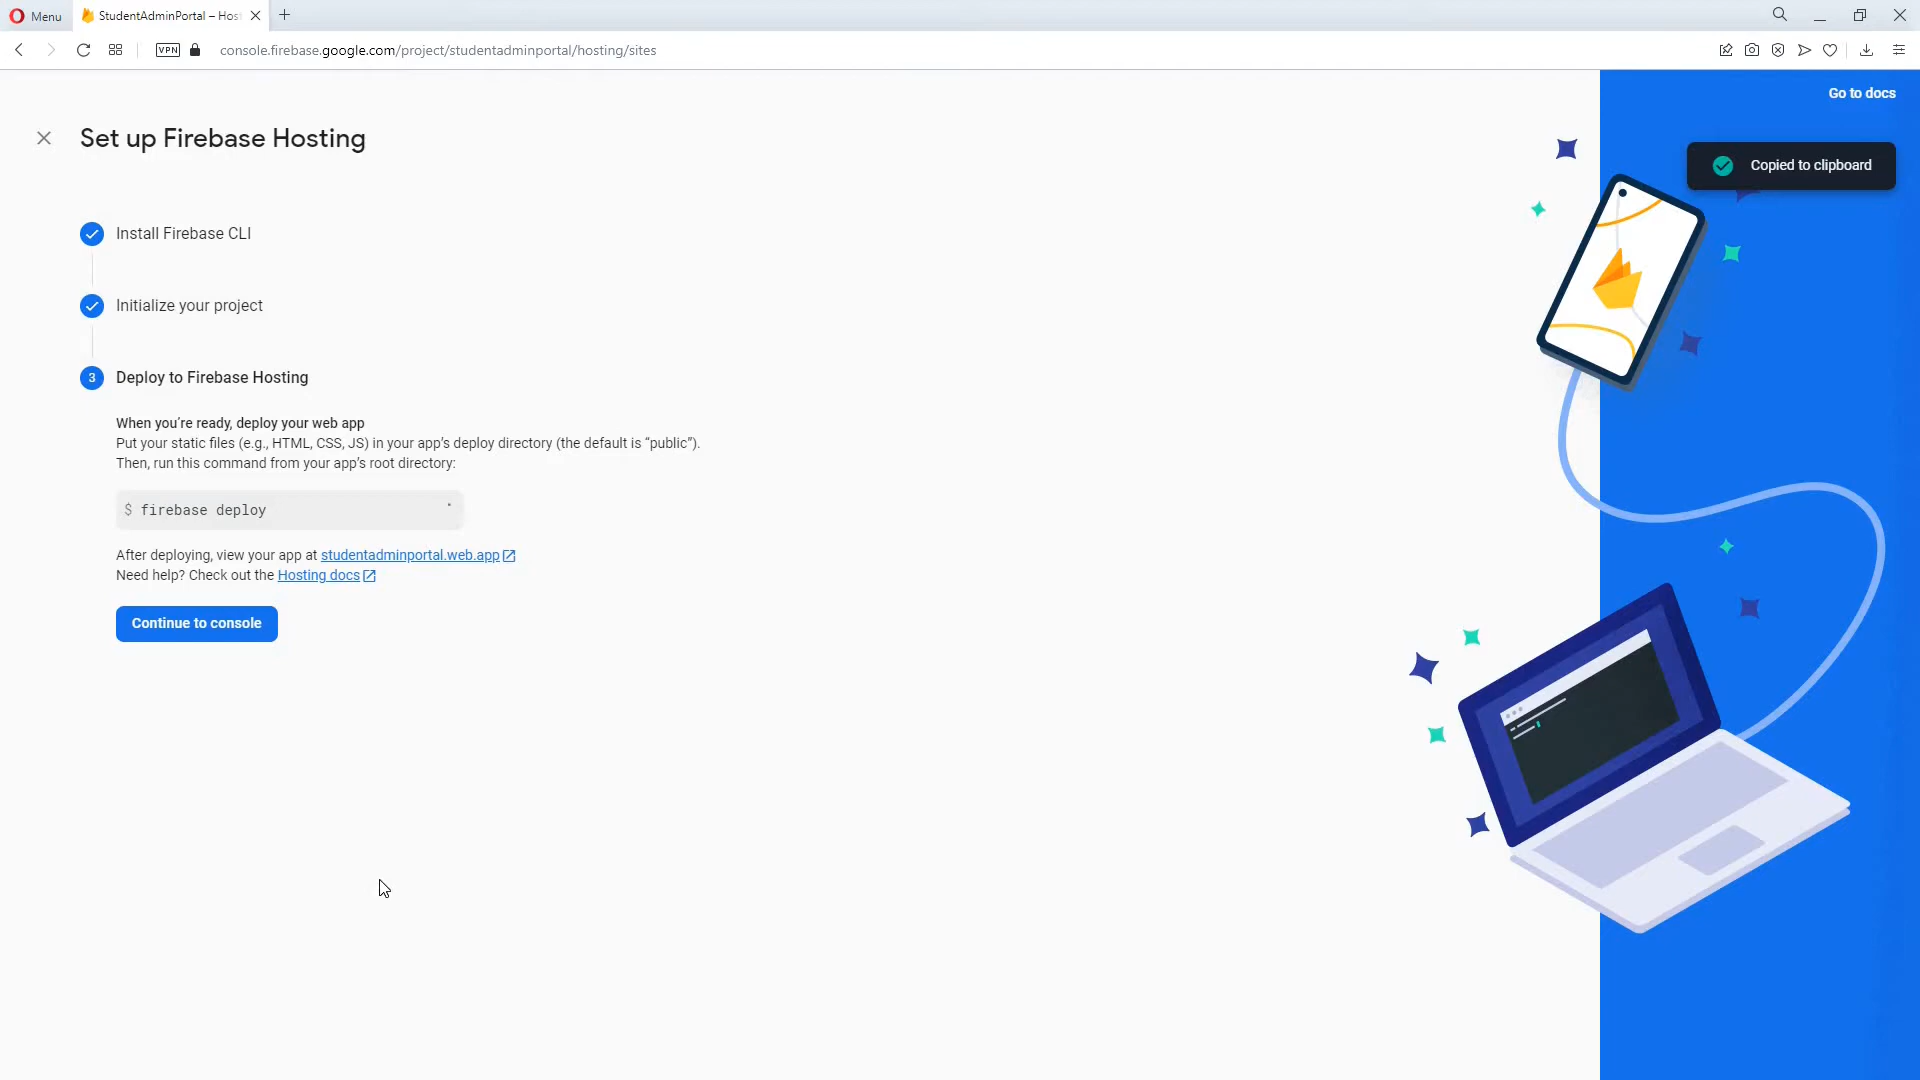 Menu
StudentAdminPortal – Hos
VPN
console.firebase.google.com/project/studentadminportal/hosting/sites
Go to docs
Set up Firebase Hosting
Copied to clipboard
Install Firebase CLI
Initialize your project
3
Deploy to Firebase Hosting
When you’re ready, deploy your web app
Put your static files (e.g., HTML, CSS, JS) in your app’s deploy directory (the default is “public”).
Then, run this command from your app’s root directory:
$ firebase deploy
After deploying, view your app at studentadminportal.web.app
Need help? Check out the Hosting docs
Continue to console